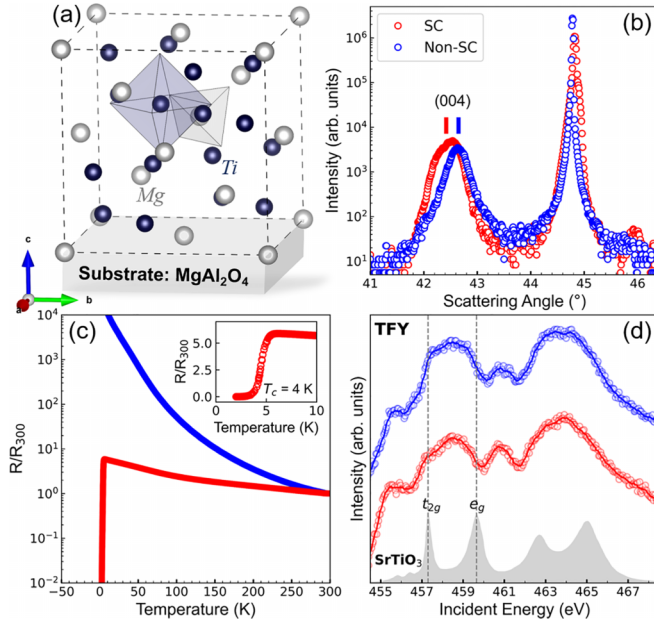 (a)
Ti
Mg
Substrate: MgAl₂O₄
c
b
a
(b)
SC
Non-SC
(004)
Intensity (arb. units)
10⁶
10⁵
10⁴
10³
10²
10¹
41 42 43 44 45 46
Scattering Angle (°)
(c)
R/R₃₀₀
10⁴
10³
10²
10¹
10⁰
10⁻¹
10⁻²
-50 0 50 100 150 200 250 300
Temperature (K)
R/R₃₀₀
5.0
2.5
0.0
T_c = 4 K
0 5 10
Temperature (K)
TFY
(d)
Intensity (arb. units)
t₂g
e_g
SrTiO₃
455 457 459 461 463 465 467
Incident Energy (eV)